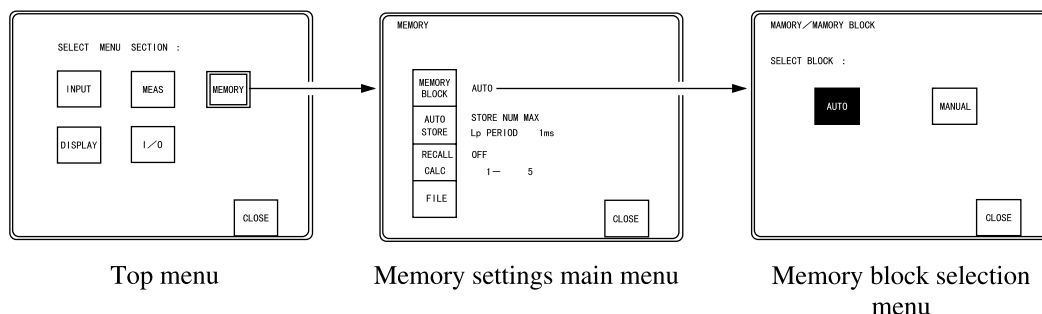 SELECT MENU SECTION :
INPUT MEAS MEMORY
DISPLAY I/O
CLOSE
Top menu
MEMORY
MEMORY BLOCK AUTO
AUTO STORE STORE NUM MAX
Lp PERIOD 1ms
RECALL OFF
CALC 1— 5
FILE
CLOSE
Memory settings main menu
MAMORY/MAMORY BLOCK
SELECT BLOCK :
AUTO MANUAL
CLOSE
Memory block selection
menu